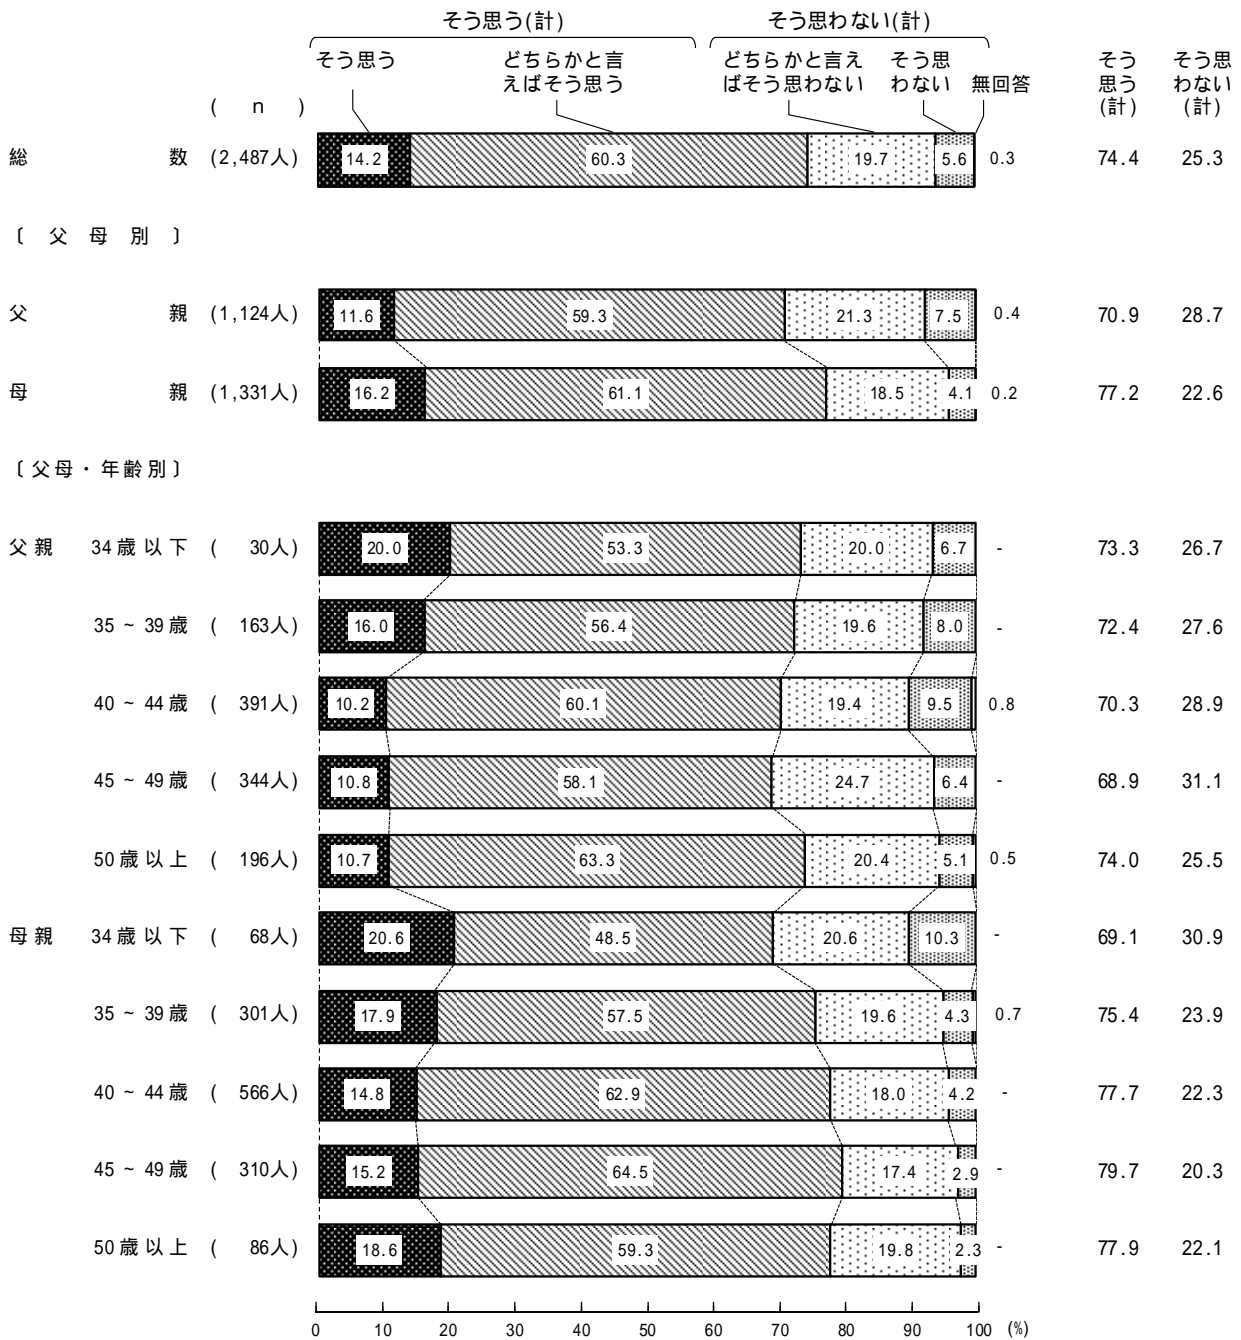 そう思う(計) そう思わない(計)
そう思う どちらかと言えばそう思う どちらかと言えばそう思わない そう思わない 無回答 そう思う(計) そう思わない(計)
( n )
総数 (2,487人) 14.2 60.3 19.7 5.6 0.3 74.4 25.3
〔父母別〕
父親 (1,124人) 11.6 59.3 21.3 7.5 0.4 70.9 28.7
母親 (1,331人) 16.2 61.1 18.5 4.1 0.2 77.2 22.6
〔父母・年齢別〕
父親 34歳以下 ( 30人) 20.0 53.3 20.0 6.7 - 73.3 26.7
35 ~ 39歳 ( 163人) 16.0 56.4 19.6 8.0 - 72.4 27.6
40 ~ 44歳 ( 391人) 10.2 60.1 19.4 9.5 0.8 70.3 28.9
45 ~ 49歳 ( 344人) 10.8 58.1 24.7 6.4 - 68.9 31.1
50歳以上 ( 196人) 10.7 63.3 20.4 5.1 0.5 74.0 25.5
母親 34歳以下 ( 68人) 20.6 48.5 20.6 10.3 - 69.1 30.9
35 ~ 39歳 ( 301人) 17.9 57.5 19.6 4.3 0.7 75.4 23.9
40 ~ 44歳 ( 566人) 14.8 62.9 18.0 4.2 - 77.7 22.3
45 ~ 49歳 ( 310人) 15.2 64.5 17.4 2.9 - 79.7 20.3
50歳以上 ( 86人) 18.6 59.3 19.8 2.3 - 77.9 22.1
0 10 20 30 40 50 60 70 80 90 100 (%)